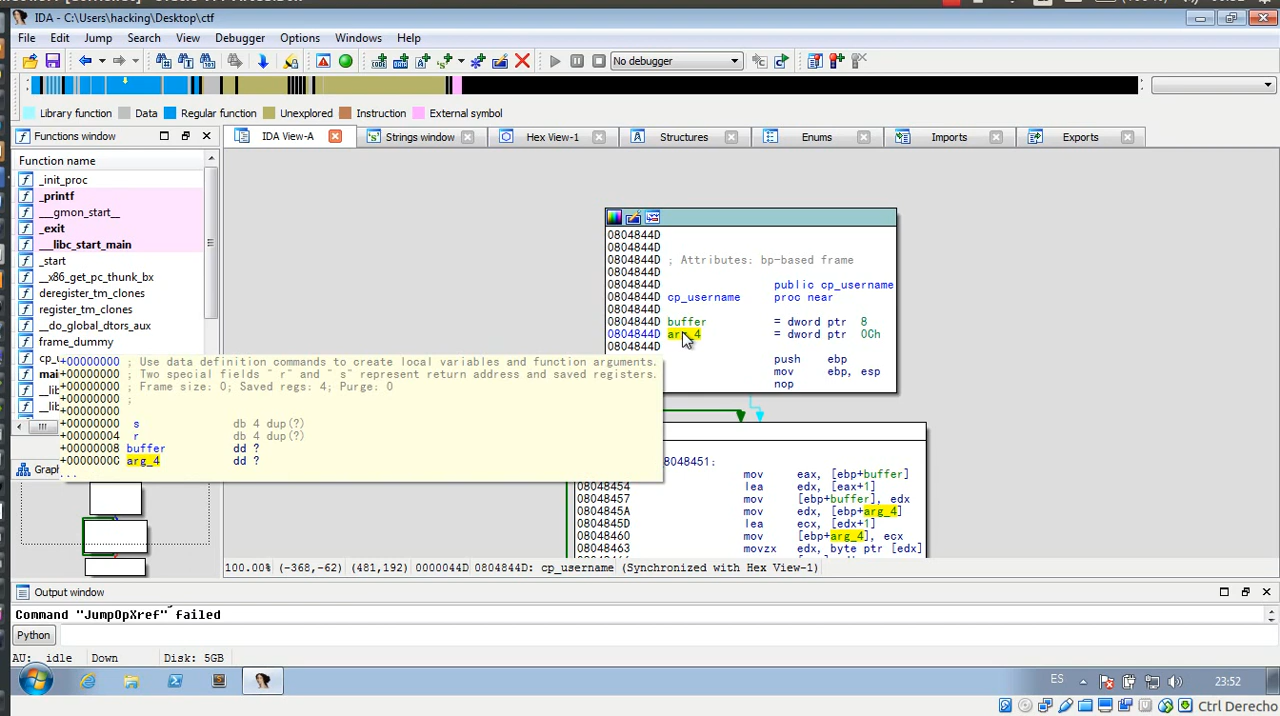 IDA - C:\Users\hacking\Desktop\ctf
File Edit Jump Search View Debugger Options Windows Help
No debugger
Library function Data Regular function Unexplored Instruction External symbol
Functions window IDA View-A Strings window Hex View-1 Structures Enums Imports Exports
Function name
_init_proc
_printf
___gmon_start__
_exit
___libc_start_main
_start
__x86_get_pc_thunk_bx
deregister_tm_clones
register_tm_clones
__do_global_dtors_aux
frame_dummy
cp_
mai
__lib
__lib
0804844D
0804844D
0804844D ; Attributes: bp-based frame
0804844D
0804844D public cp_username
0804844D cp_username proc near
0804844D
0804844D buffer = dword ptr 8
0804844D arg_4 = dword ptr 0Ch
0804844D
push ebp
mov ebp, esp
nop
+00000000 ; Use data definition commands to create local variables and function arguments.
+00000000 ; Two special fields " r" and " s" represent return address and saved registers.
+00000000 ; Frame size: 0; Saved regs: 4; Purge: 0
+00000000 ;
+00000000
+00000000 s db 4 dup(?)
+00000004 r db 4 dup(?)
+00000008 buffer dd ?
+0000000C arg_4 dd ?
...
8048451:
mov eax, [ebp+buffer]
08048454 lea edx, [eax+1]
08048457 mov [ebp+buffer], edx
0804845A mov edx, [ebp+arg_4]
0804845D lea ecx, [edx+1]
08048460 mov [ebp+arg_4], ecx
08048463 movzx edx, byte ptr [edx]
Grap
100.00% (-368,-62) (481,192) 0000044D 0804844D: cp_username (Synchronized with Hex View-1)
Output window
Command "JumpOpXref" failed
Python
AU: idle Down Disk: 5GB
ES 23:52
Ctrl Derecho